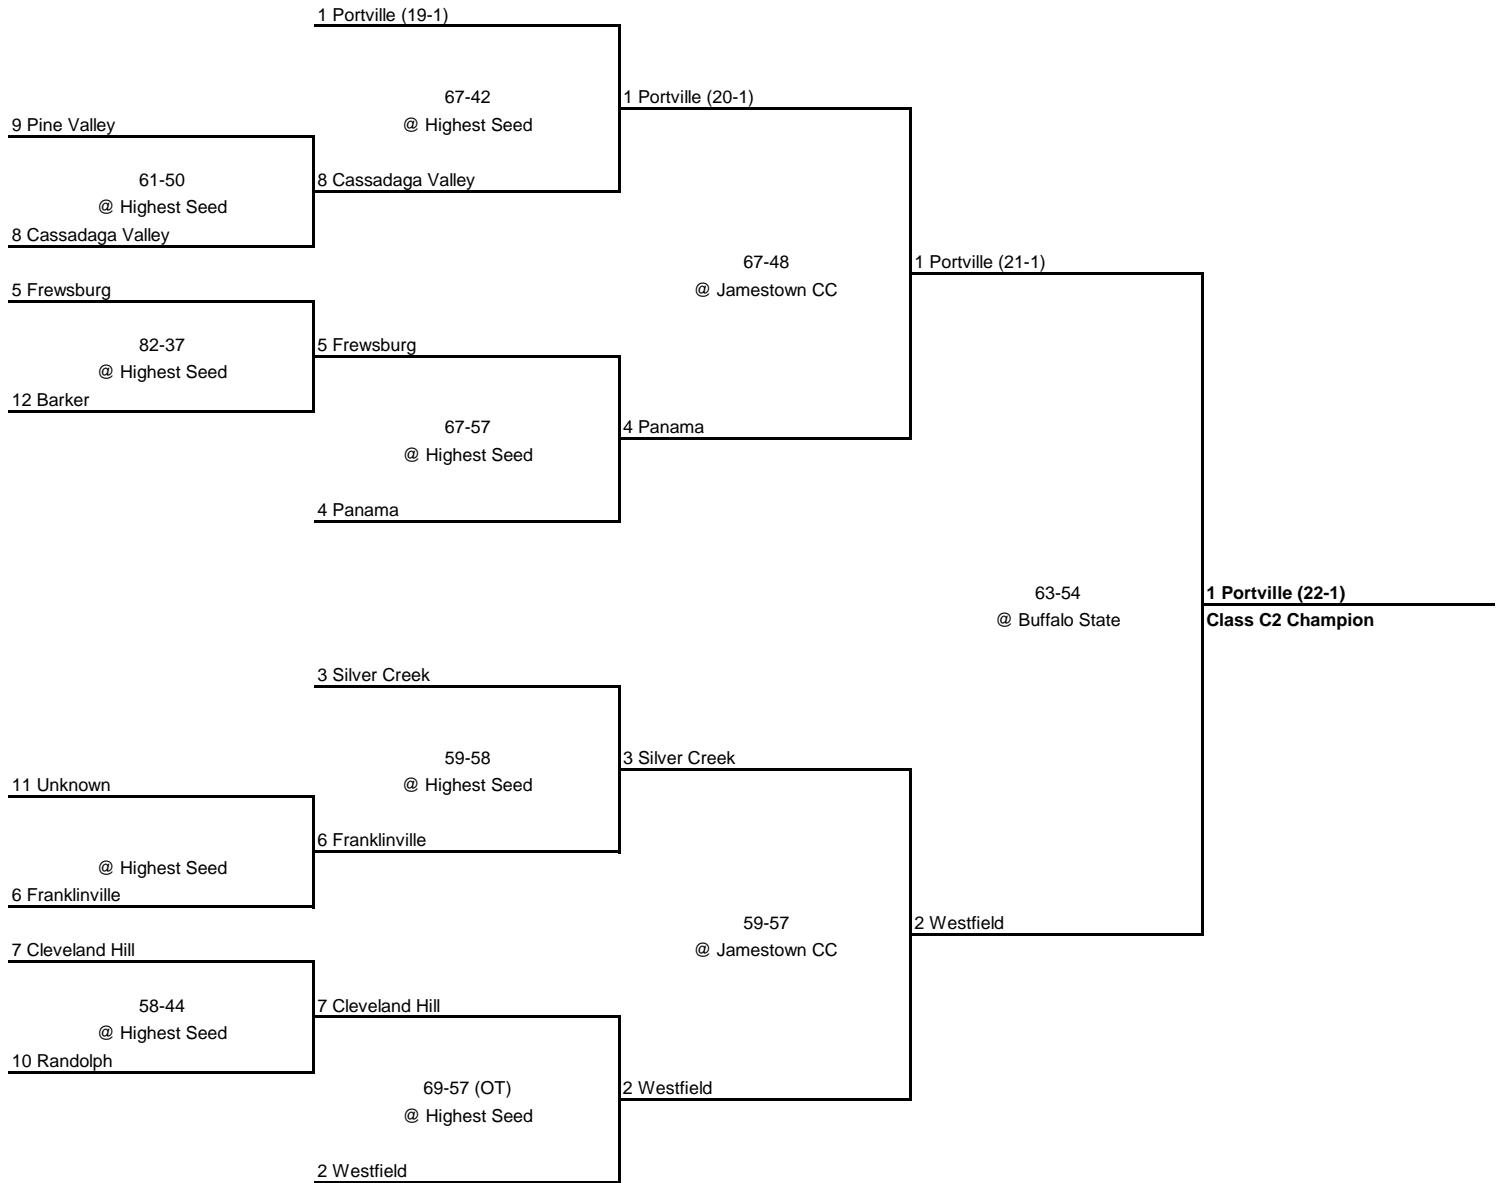 1 Portville (19-1)
67-42
@ Highest Seed
1 Portville (20-1)
9 Pine Valley
61-50
@ Highest Seed
8 Cassadaga Valley
8 Cassadaga Valley
67-48
@ Jamestown CC
1 Portville (21-1)
5 Frewsburg
82-37
@ Highest Seed
5 Frewsburg
12 Barker
67-57
@ Highest Seed
4 Panama
4 Panama
63-54
@ Buffalo State
1 Portville (22-1)
Class C2 Champion
3 Silver Creek
59-58
@ Highest Seed
3 Silver Creek
11 Unknown
@ Highest Seed
6 Franklinville
6 Franklinville
59-57
@ Jamestown CC
2 Westfield
7 Cleveland Hill
58-44
@ Highest Seed
7 Cleveland Hill
10 Randolph
69-57 (OT)
@ Highest Seed
2 Westfield
2 Westfield